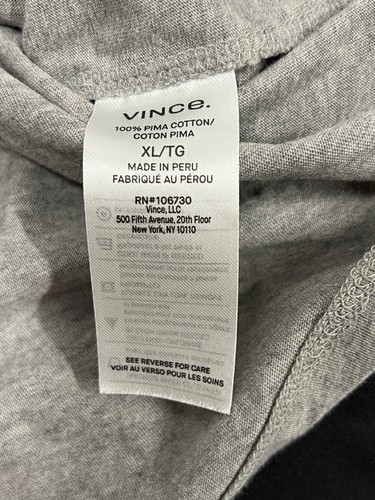 VINCE.
100% PIMA COTTON/
COTON PIMA
XL/TG
MADE IN PERU
FABRIQUÉ AU PÉROU
RN#106730
Vince, LLC
500 Fifth Avenue, 20th Floor
New York, NY 10110
SEE REVERSE FOR CARE
VOIR AU VERSO POUR LES SOINS